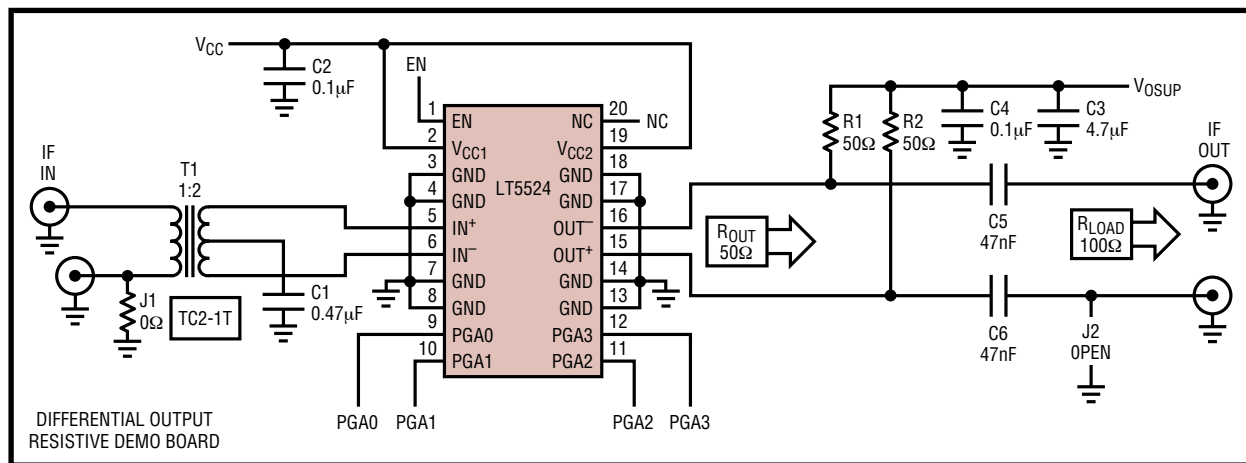 VCC
C2
0.1µF
EN
IF
IN
T1
1:2
J1
0Ω
TC2-1T
C1
0.47µF
LT5524
1
EN
2
VCC1
3
GND
4
GND
5
IN+
6
IN−
7
GND
8
GND
9
PGA0
10
PGA1
20
NC
NC
19
VCC2
18
GND
17
GND
16
OUT−
15
OUT+
14
GND
13
GND
12
PGA3
11
PGA2
PGA0
PGA1
PGA2
PGA3
ROUT
50Ω
R1
50Ω
R2
50Ω
C4
0.1µF
C3
4.7µF
VOSUP
IF
OUT
C5
47nF
RLOAD
100Ω
C6
47nF
J2
OPEN
DIFFERENTIAL OUTPUT
RESISTIVE DEMO BOARD